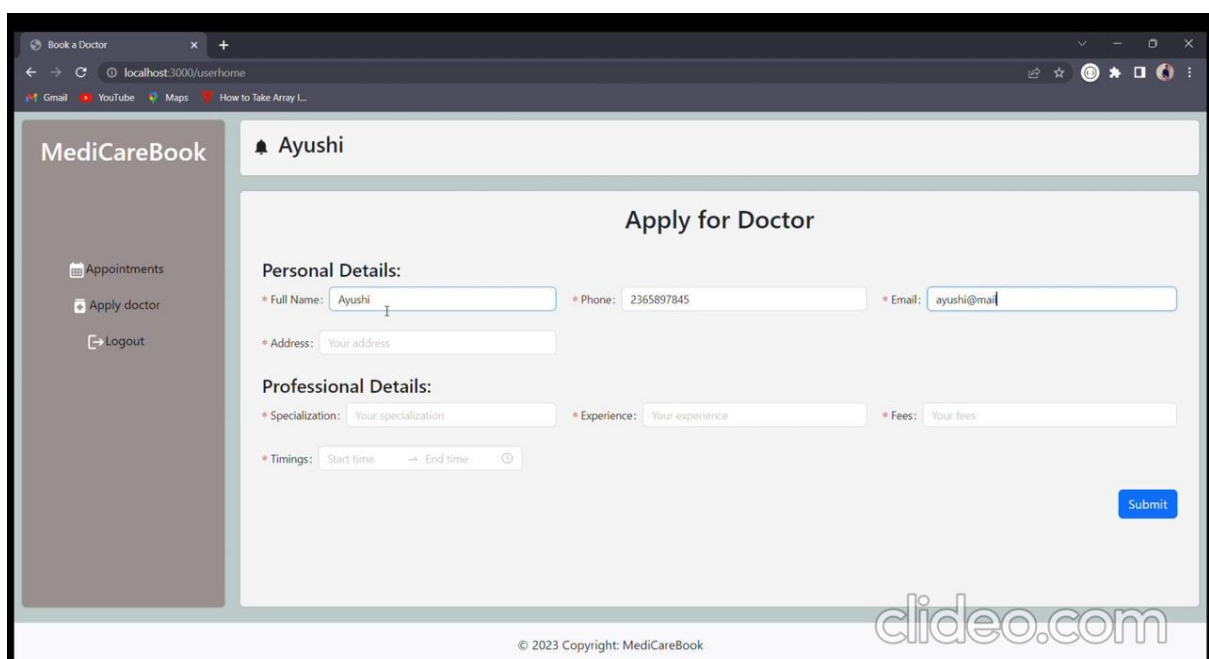 Book a Doctor
localhost:3000/userhome
Gmail YouTube Maps How to Take Array I...
MediCareBook
Ayushi
Apply for Doctor
Appointments
Apply doctor
Logout
Personal Details:
* Full Name: Ayushi * Phone: 2365897845 * Email: ayushi@mail
* Address: Your address
Professional Details:
* Specialization: Your specialization * Experience: Your experience * Fees: Your fees
* Timings: Start time → End time
Submit
© 2023 Copyright: MediCareBook
clideo.com